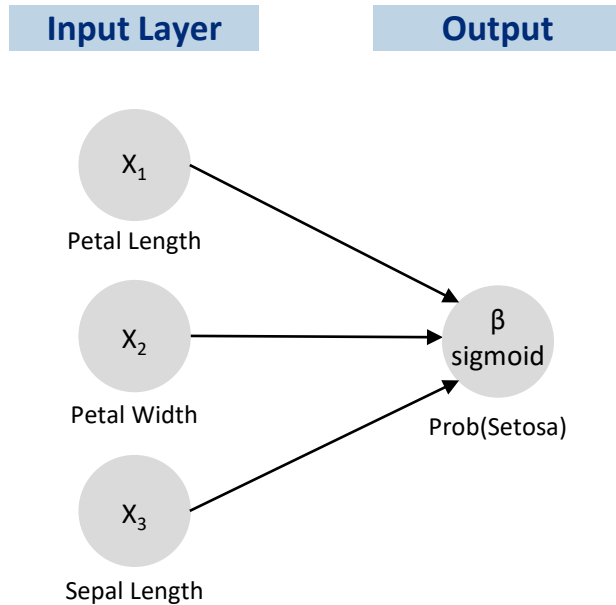 Input Layer
Output
X₁
Petal Length
X₂
Petal Width
X₃
Sepal Length
β
sigmoid
Prob(Setosa)